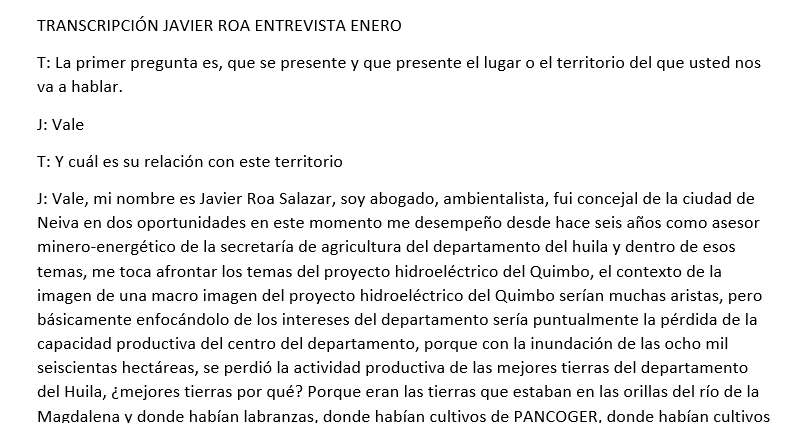 TRANSCRIPCIÓN JAVIER ROA ENTREVISTA ENERO
T: La primer pregunta es, que se presente y que presente el lugar o el territorio del que usted nos
va a hablar.
J: Vale
T: Y cuál es su relación con este territorio
J: Vale, mi nombre es Javier Roa Salazar, soy abogado, ambientalista, fui concejal de la ciudad de
Neiva en dos oportunidades en este momento me desempeño desde hace seis años como asesor
minero-energético de la secretaría de agricultura del departamento del huila y dentro de esos
temas, me toca afrontar los temas del proyecto hidroeléctrico del Quimbo, el contexto de la
imagen de una macro imagen del proyecto hidroeléctrico del Quimbo serían muchas aristas, pero
básicamente enfocándolo de los intereses del departamento sería puntualmente la pérdida de la
capacidad productiva del centro del departamento, porque con la inundación de las ocho mil
seiscientas hectáreas, se perdió la actividad productiva de las mejores tierras del departamento
del Huila, ¿mejores tierras por qué? Porque eran las tierras que estaban en las orillas del río de la
Magdalena y donde habían labranzas, donde habían cultivos de PANCOGER, donde habían cultivos